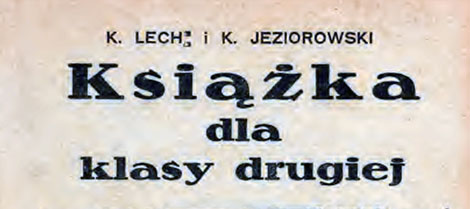 K. LECH i K. JEZIOROWSKI
Książka
dla
klasy drugiej